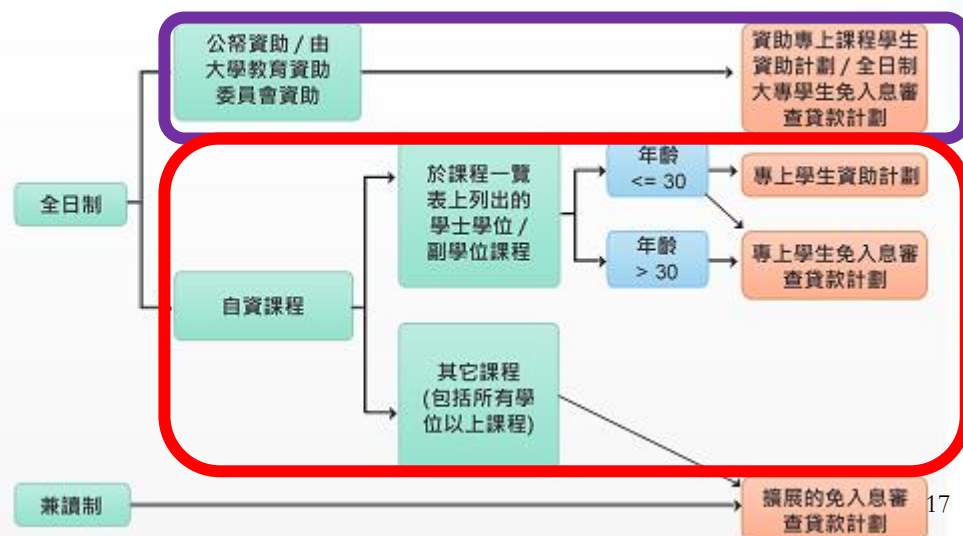 公帑資助 / 由
大學教育資助
委員會資助
資助專上課程學生
資助計劃 / 全日制
大專學生免入息審
查貸款計劃
全日制
於課程一覽
表上列出的
學士學位 /
副學位課程
年齡
<= 30
專上學生資助計劃
年齡
> 30
專上學生免入息審
查貸款計劃
自資課程
其它課程
(包括所有學
位以上課程)
兼讀制
擴展的免入息審
查貸款計劃
17